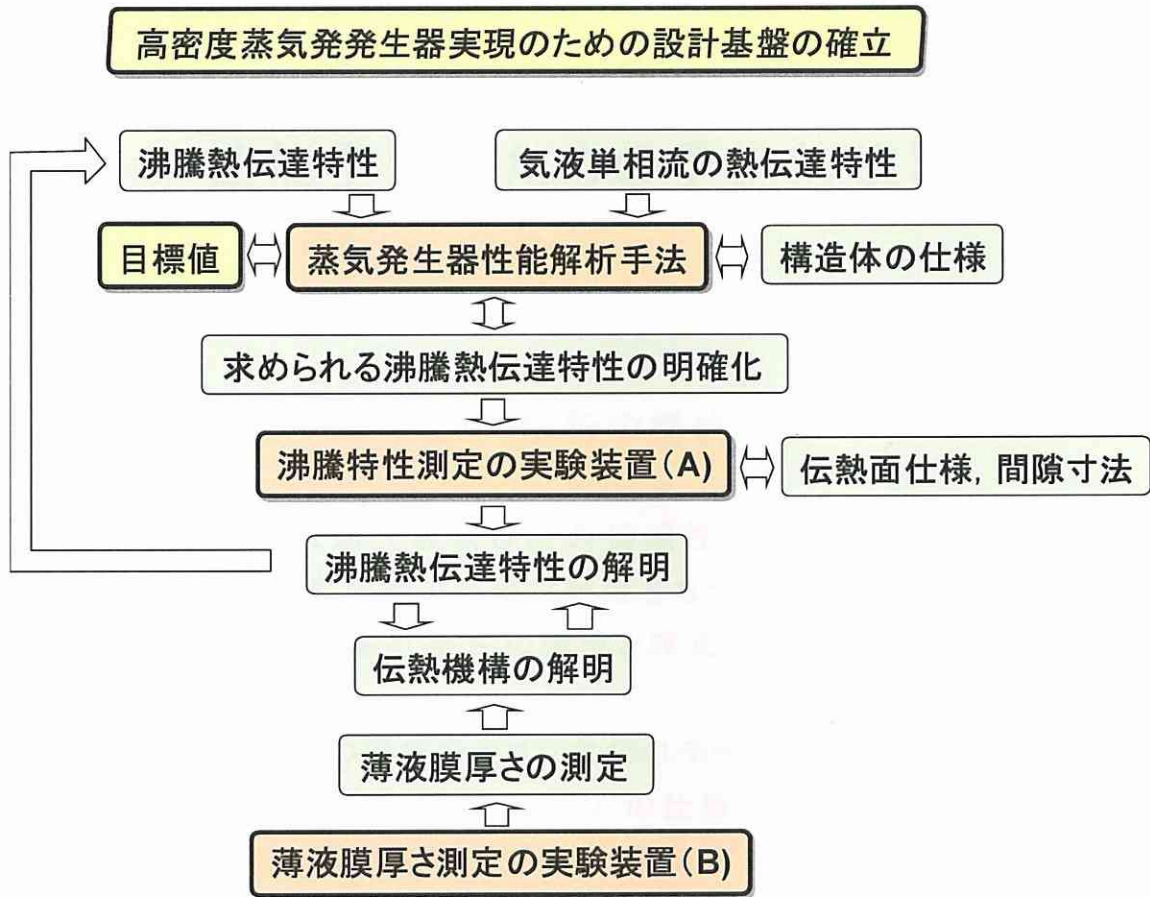 高密度蒸気発発生器実現のための設計基盤の確立
沸騰熱伝達特性
気液単相流の熱伝達特性
目標値
蒸気発生器性能解析手法
構造体の仕様
求められる沸騰熱伝達特性の明確化
沸騰特性測定の実験装置(A)
伝熱面仕様, 間隙寸法
沸騰熱伝達特性の解明
伝熱機構の解明
薄液膜厚さの測定
薄液膜厚さ測定の実験装置(B)